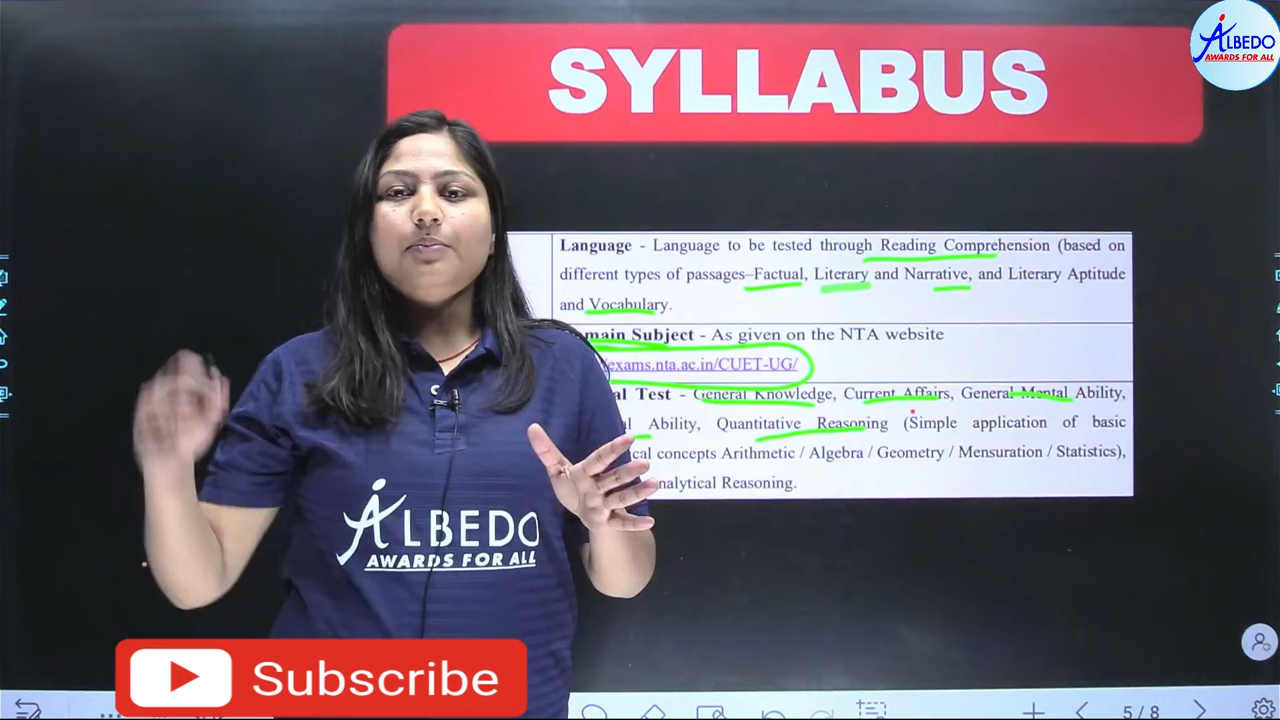 SYLLABUS
ALBEDO
AWARDS FOR ALL
Language - Language to be tested through Reading Comprehension (based on
different types of passages–Factual, Literary and Narrative, and Literary Aptitude
and Vocabulary.
main Subject - As given on the NTA website
/exams.nta.ac.in/CUET-UG/
al Test - General Knowledge, Current Affairs, General Mental Ability,
l Ability, Quantitative Reasoning (Simple application of basic
ical concepts Arithmetic / Algebra / Geometry / Mensuration / Statistics),
nalytical Reasoning.
ALBEDO
AWARDS FOR ALL
Subscribe
5/8